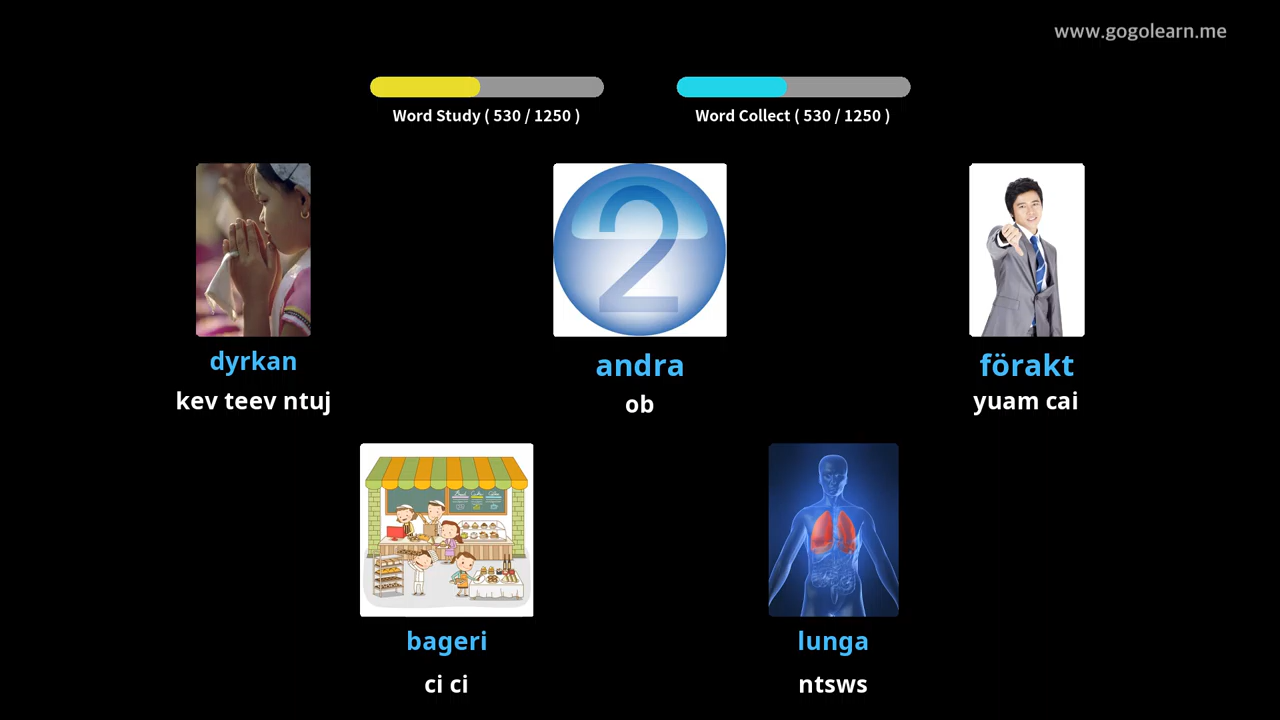 www.gogolearn.me
Word Study ( 530 / 1250 )
Word Collect ( 530 / 1250 )
2
dyrkan
kev teev ntuj
andra
ob
förakt
yuam cai
bageri
ci ci
lunga
ntsws